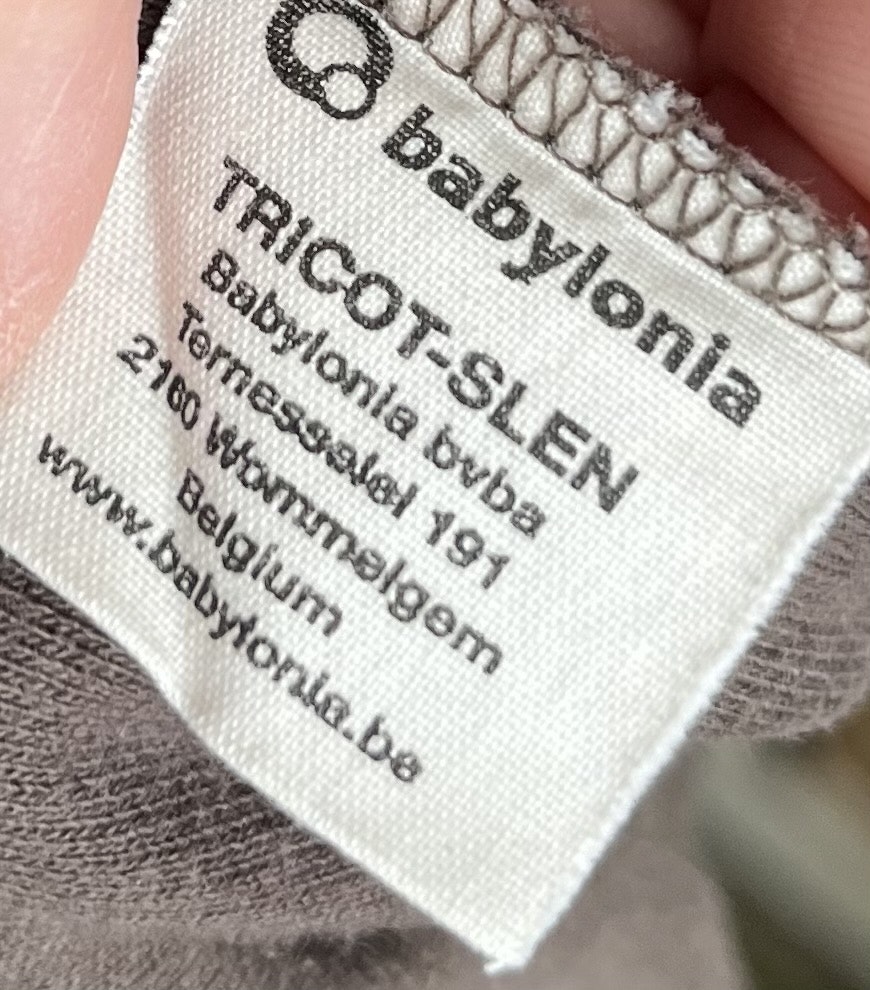 babylonia
TRICOT-SLEN
Babylonia bvba
Ternesselei 191
2160 Wommelgem
Belgium
www.babylonia.be